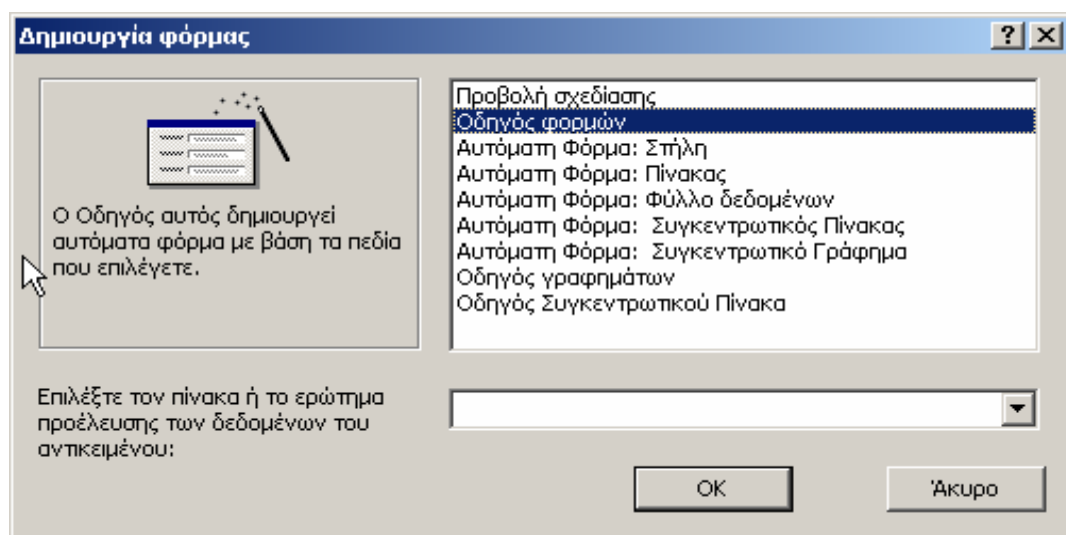 Δημιουργία φόρμας
Ο Οδηγός αυτός δημιουργεί
αυτόματα φόρμα με βάση τα πεδία
που επιλέγετε.
Προβολή σχεδίασης
Οδηγός φορμών
Αυτόματη Φόρμα: Στήλη
Αυτόματη Φόρμα: Πίνακας
Αυτόματη Φόρμα: Φύλλο δεδομένων
Αυτόματη Φόρμα:  Συγκεντρωτικός Πίνακας
Αυτόματη Φόρμα:  Συγκεντρωτικό Γράφημα
Οδηγός γραφημάτων
Οδηγός Συγκεντρωτικού Πίνακα
Επιλέξτε τον πίνακα ή το ερώτημα
προέλευσης των δεδομένων του
αντικειμένου:
OK
Άκυρο